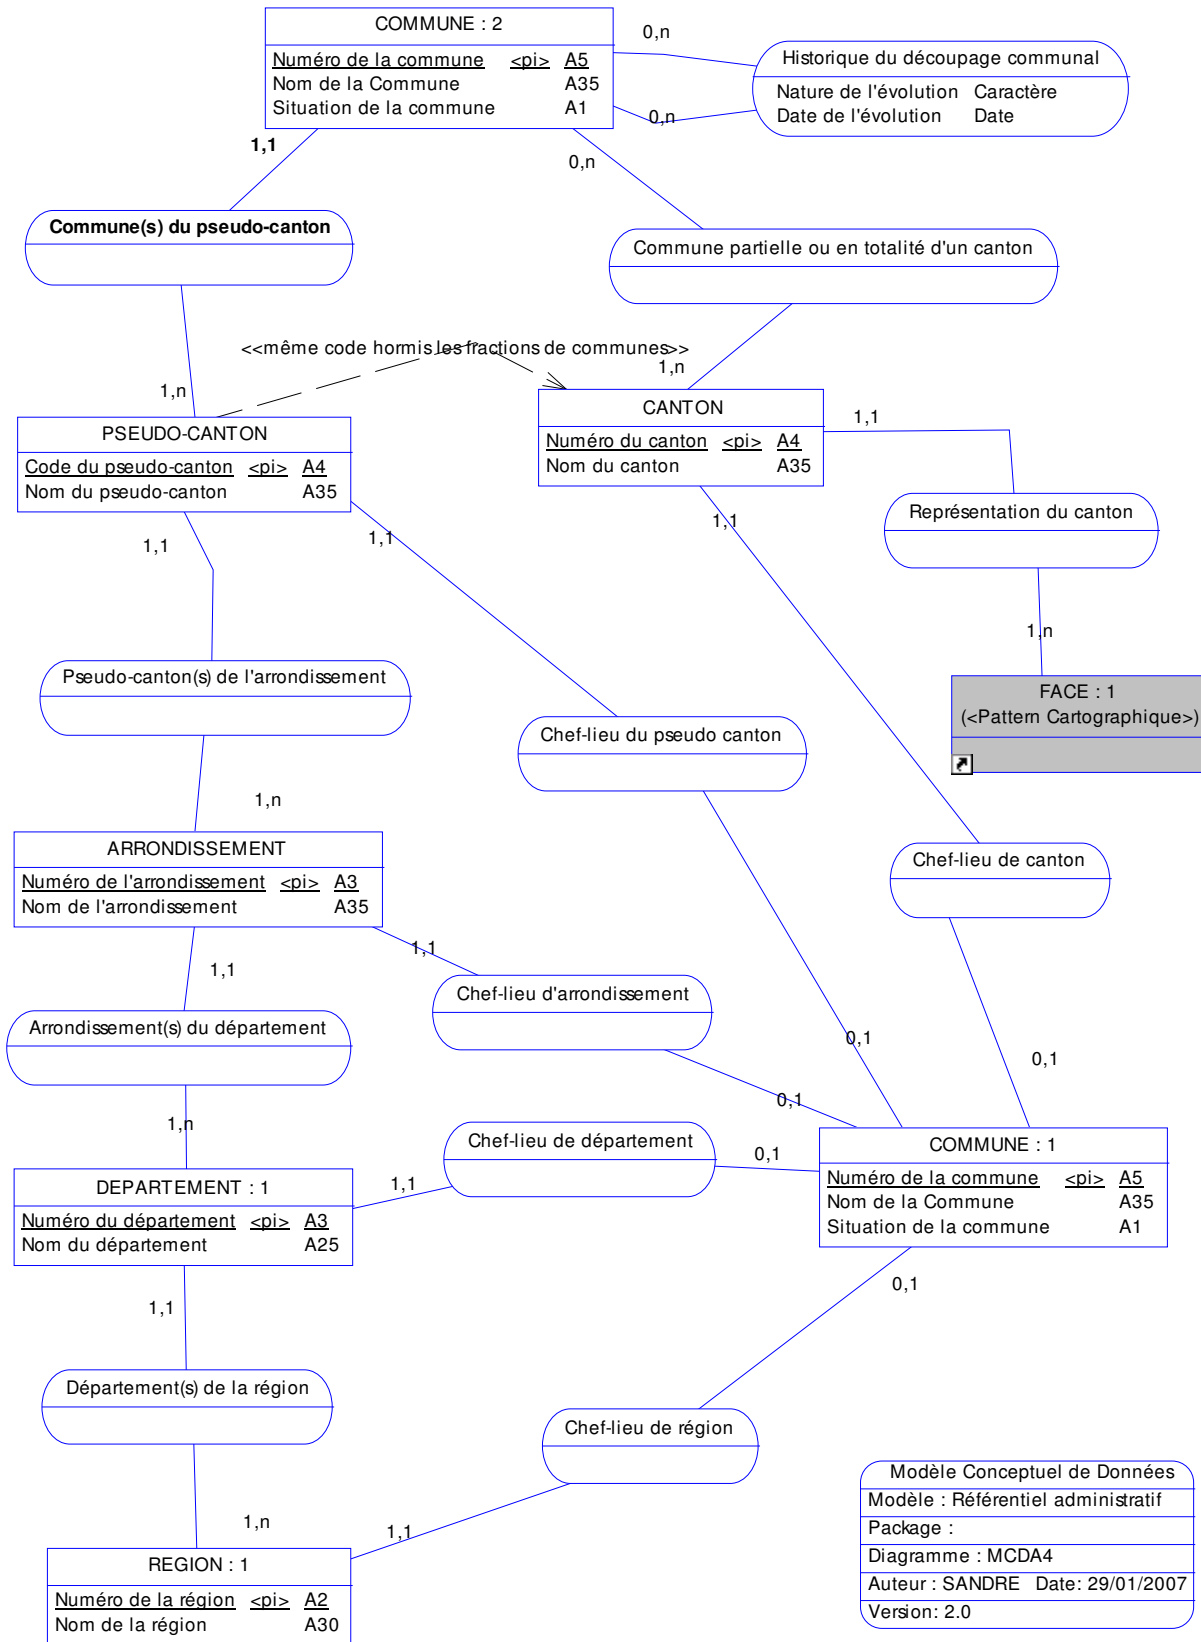 COMMUNE : 2
Numéro de la commune <pi> A5
Nom de la Commune A35
Situation de la commune A1
0,n
Historique du découpage communal
Nature de l'évolution Caractère
Date de l'évolution Date
0,n
1,1
0,n
Commune(s) du pseudo-canton
Commune partielle ou en totalité d'un canton
<<même code hormis les fractions de communes>>
1,n
1,n
PSEUDO-CANTON
Code du pseudo-canton <pi> A4
Nom du pseudo-canton A35
CANTON
Numéro du canton <pi> A4
Nom du canton A35
1,1
1,1
1,1
1,1
Représentation du canton
1,n
Pseudo-canton(s) de l'arrondissement
FACE : 1
(<Pattern Cartographique>)
Chef-lieu du pseudo canton
1,n
ARRONDISSEMENT
Numéro de l'arrondissement <pi> A3
Nom de l'arrondissement A35
Chef-lieu de canton
1,1
1,1
Chef-lieu d'arrondissement
Arrondissement(s) du département
0,1
0,1
0,1
1,n
Chef-lieu de département
0,1
COMMUNE : 1
Numéro de la commune <pi> A5
Nom de la Commune A35
Situation de la commune A1
DEPARTEMENT : 1
Numéro du département <pi> A3
Nom du département A25
1,1
1,1
0,1
Département(s) de la région
Chef-lieu de région
1,n
1,1
REGION : 1
Numéro de la région <pi> A2
Nom de la région A30
Modèle Conceptuel de Données
Modèle : Référentiel administratif
Package :
Diagramme : MCDA4
Auteur : SANDRE Date: 29/01/2007
Version: 2.0